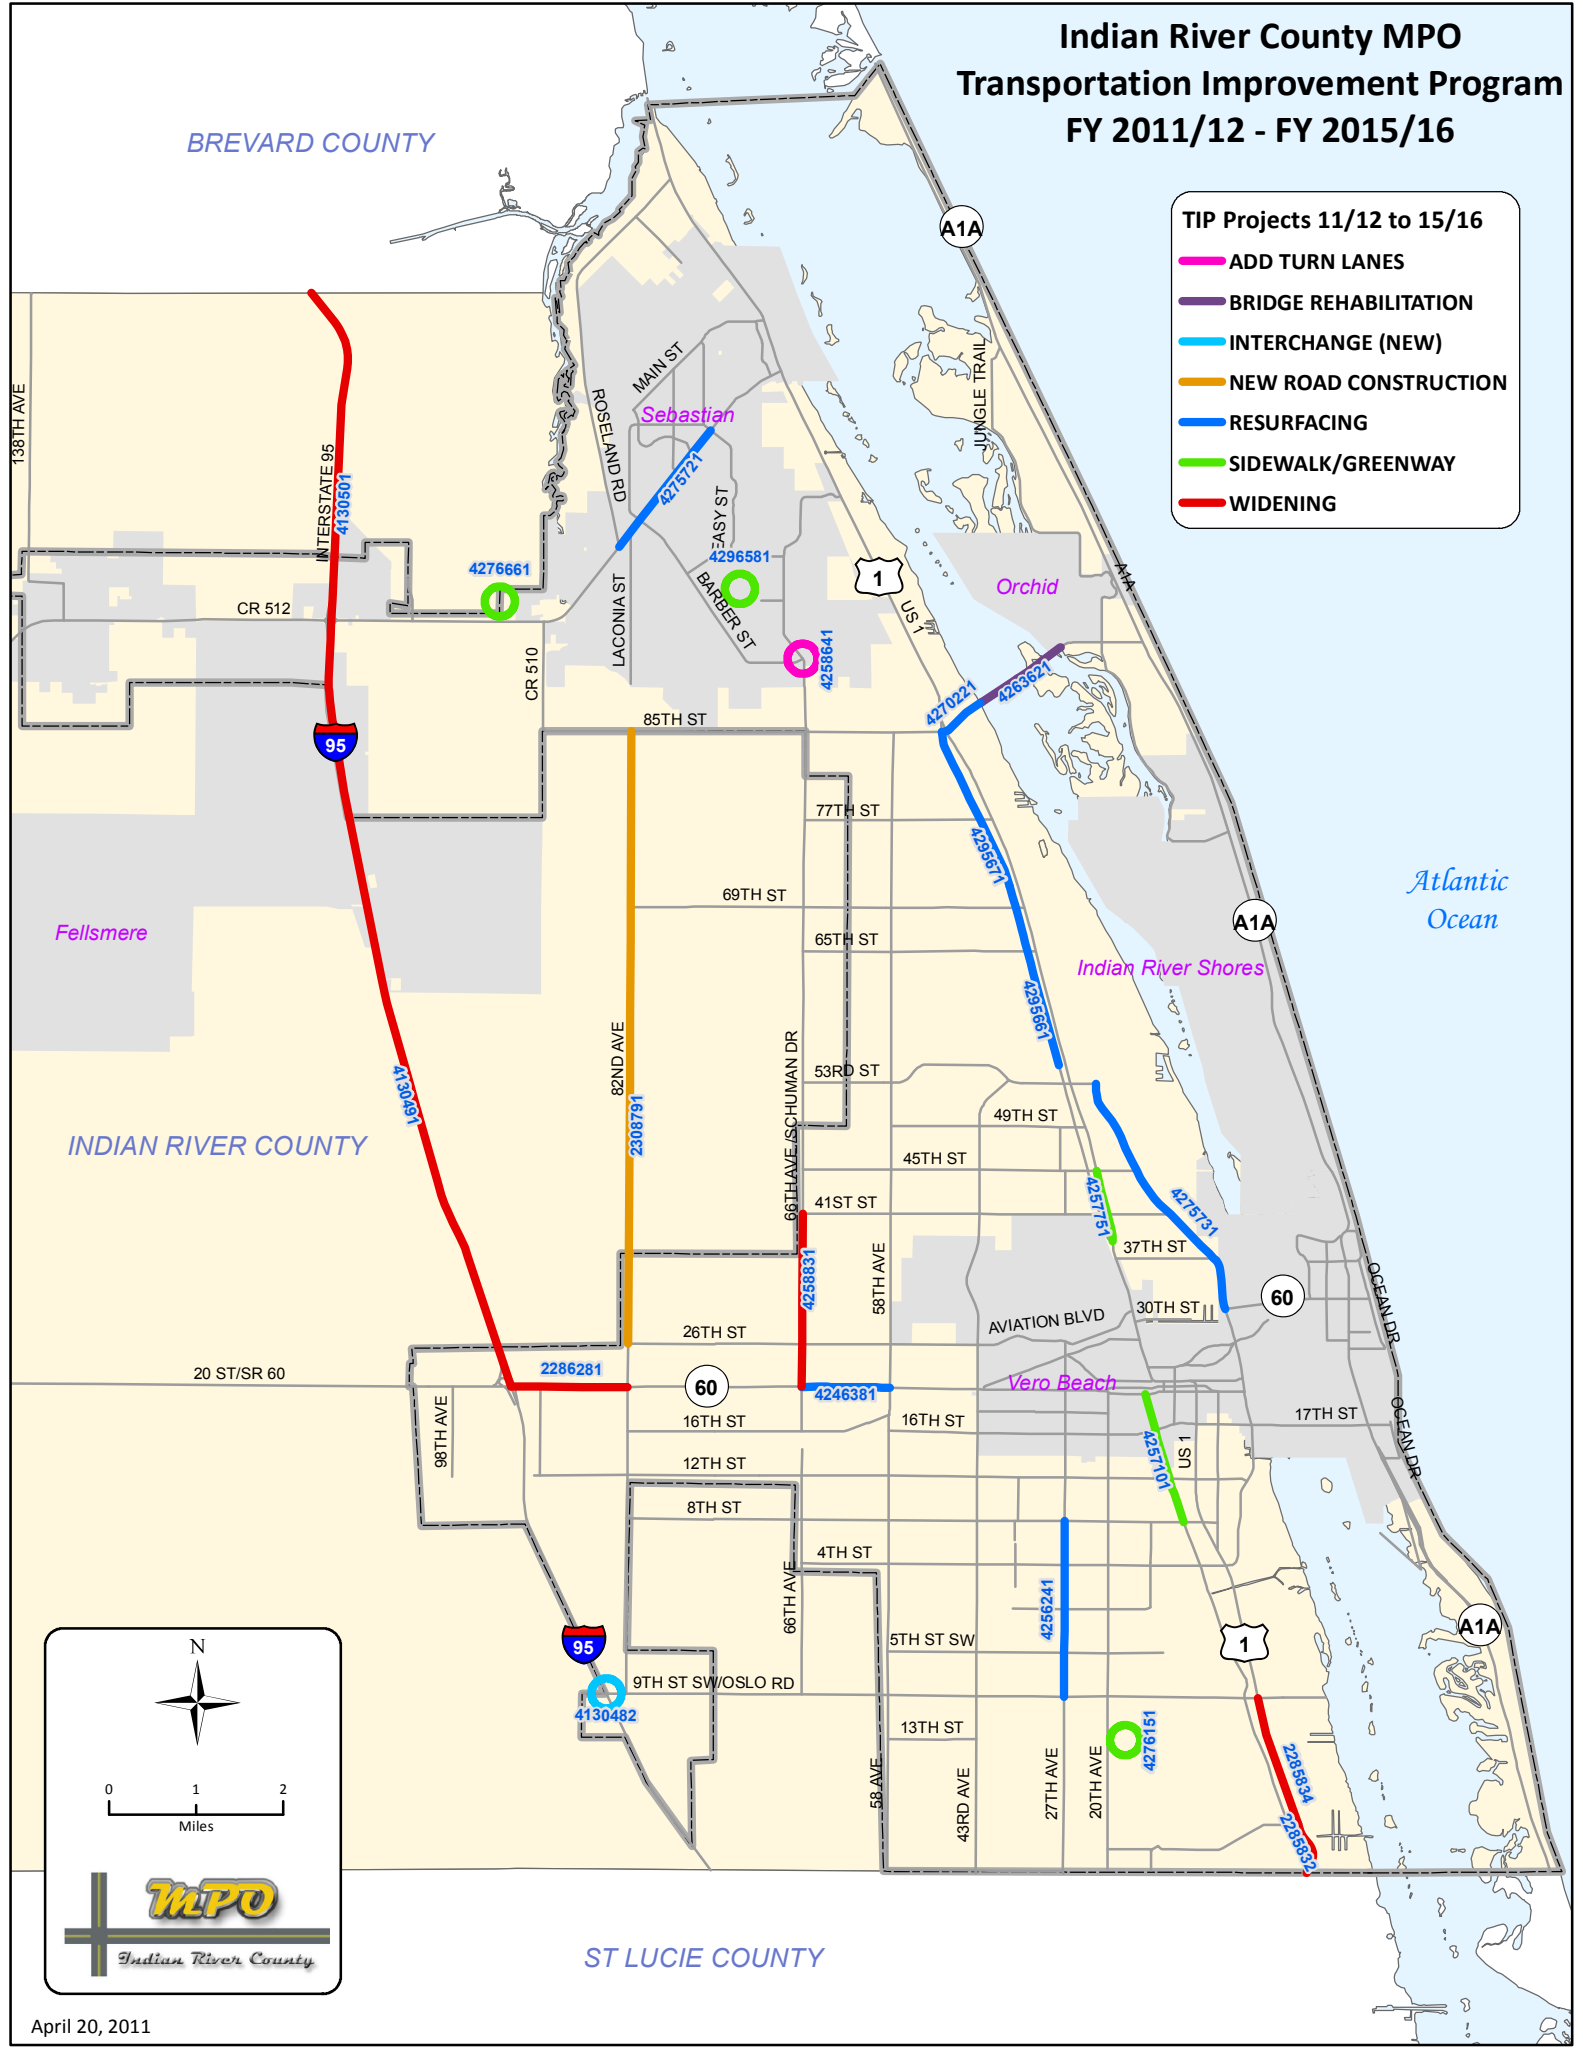 Indian River County MPO
Transportation Improvement Program
FY 2011/12 - FY 2015/16
BREVARD COUNTY
TIP Projects 11/12 to 15/16
ADD TURN LANES
BRIDGE REHABILITATION
INTERCHANGE (NEW)
NEW ROAD CONSTRUCTION
RESURFACING
SIDEWALK/GREENWAY
WIDENING
A1A
JUNGLE TRAIL
MAIN ST
Sebastian
138TH AVE
ROSELAND RD
INTERSTATE 95
4130501
4275721
EASY ST
4276661
4296581
BARBER ST
1
US 1
Orchid
A1A
CR 512
LACONIA ST
CR 510
4258641
4263621
4270221
85TH ST
95
77TH ST
4295671
69TH ST
Atlantic
Ocean
A1A
Fellsmere
65TH ST
Indian River Shores
4295661
82ND AVE
66TH AVE /SCHUMAN DR
53RD ST
4130491
2308791
49TH ST
INDIAN RIVER COUNTY
45TH ST
4257751
4275731
41ST ST
37TH ST
58TH AVE
4258831
60
OCEAN DR
30TH ST
AVIATION BLVD
26TH ST
20 ST/SR 60
2286281
60
4246381
Vero Beach
98TH AVE
16TH ST
16TH ST
17TH ST
OCEAN DR
US 1
4257101
12TH ST
8TH ST
4TH ST
66TH AVE
4256241
5TH ST SW
1
A1A
95
9TH ST SW/OSLO RD
4130482
13TH ST
4276151
58 AVE
43RD AVE
27TH AVE
20TH AVE
2285834
2285832
N
0 1 2
Miles
MPO
Indian River County
ST LUCIE COUNTY
April 20, 2011